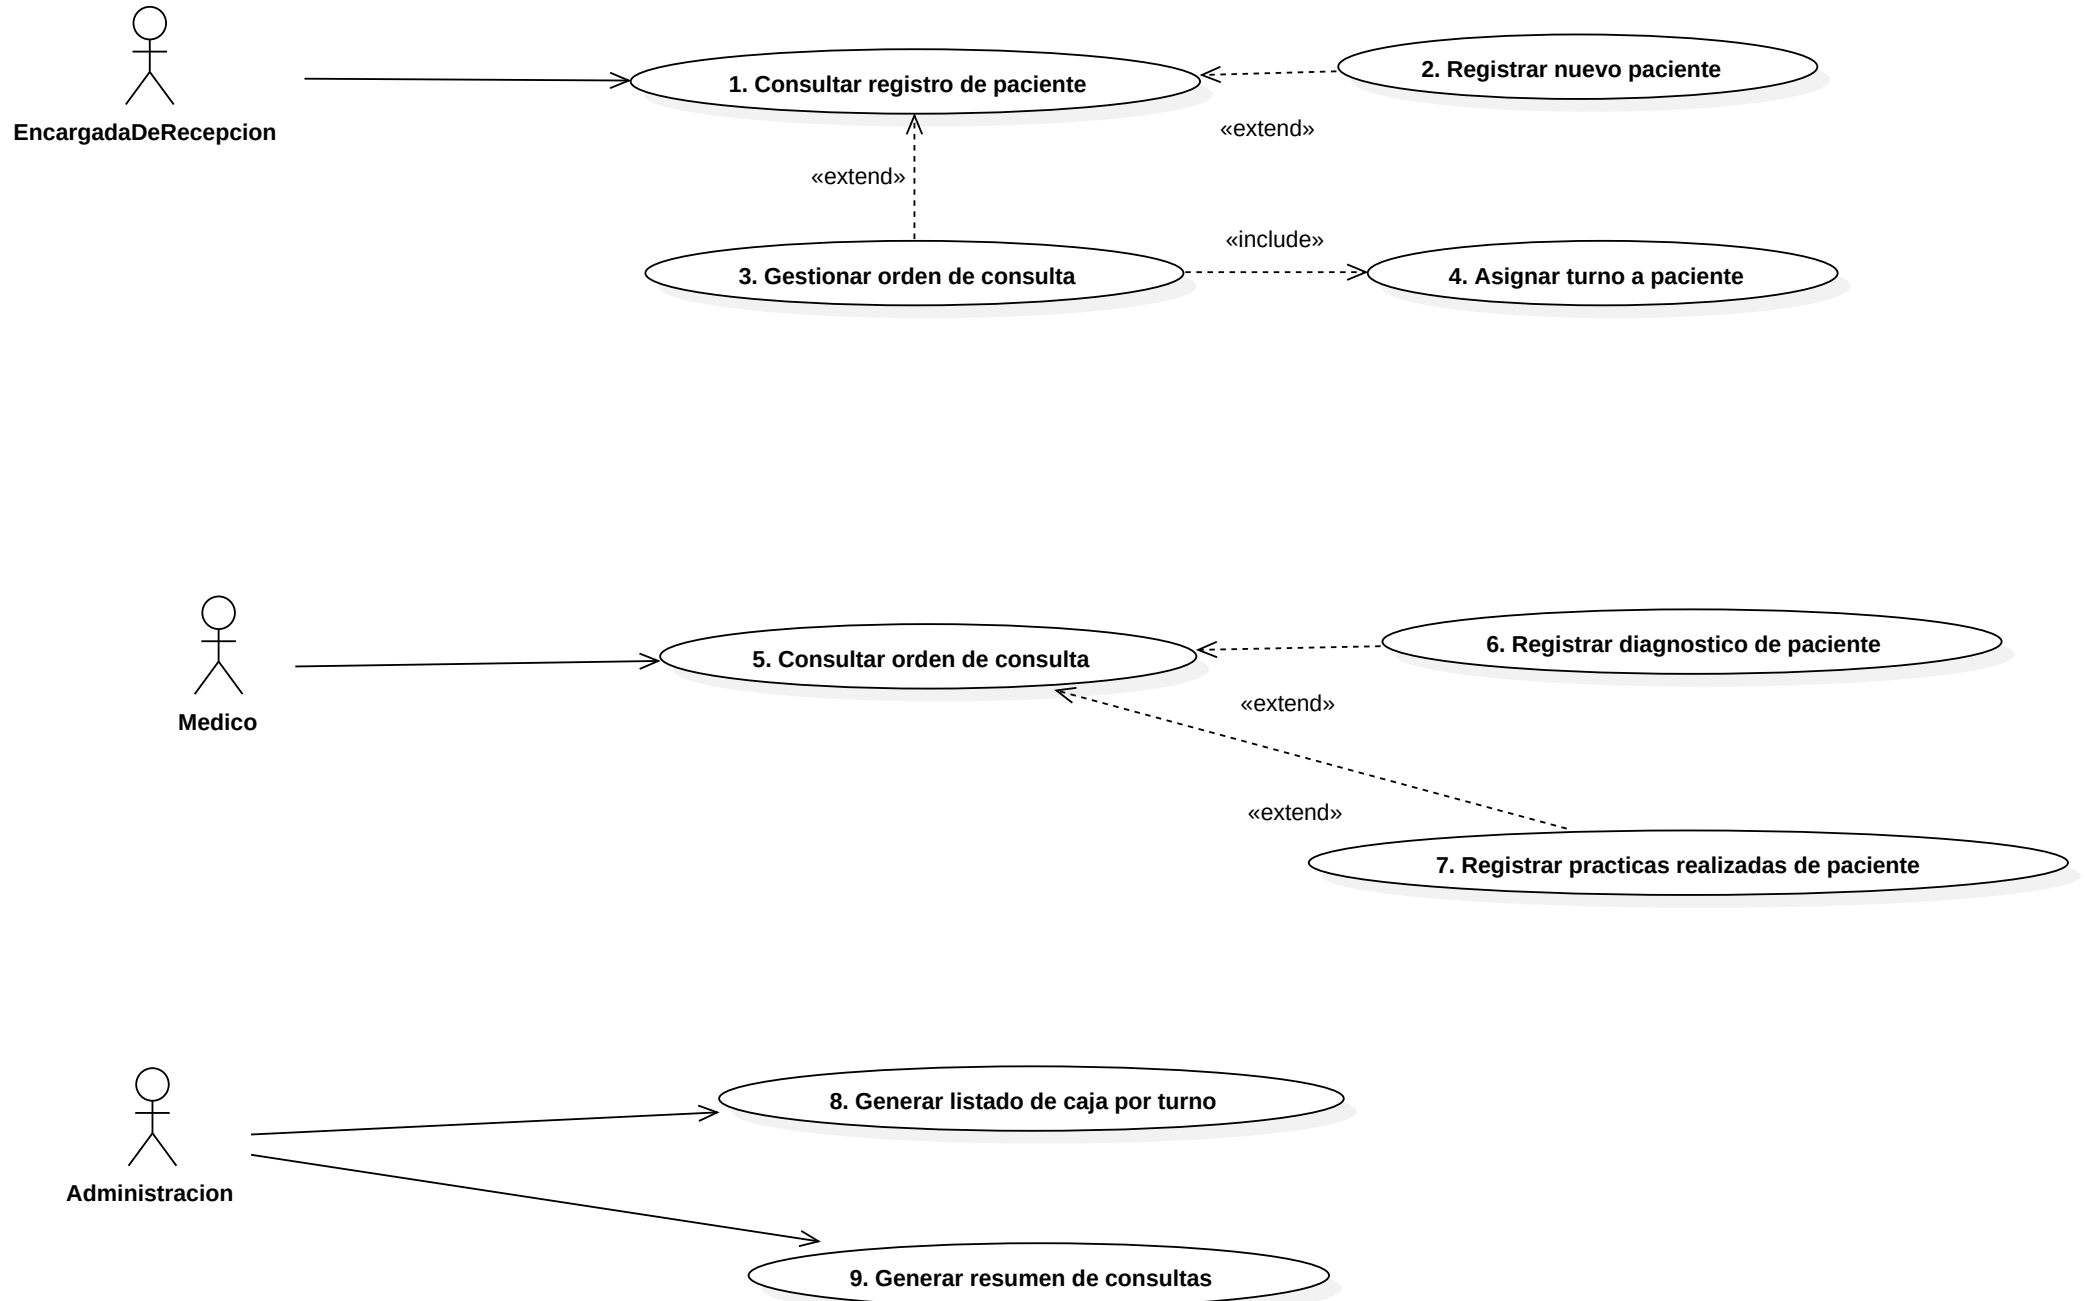 1. Consultar registro de paciente
2. Registrar nuevo paciente
EncargadaDeRecepcion
«extend»
«extend»
«include»
3. Gestionar orden de consulta
4. Asignar turno a paciente
5. Consultar orden de consulta
6. Registrar diagnostico de paciente
Medico
«extend»
«extend»
7. Registrar practicas realizadas de paciente
8. Generar listado de caja por turno
Administracion
9. Generar resumen de consultas